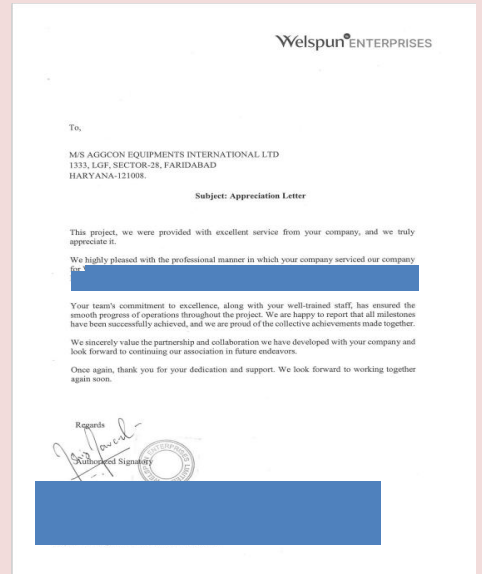 Welspun ENTERPRISES
To,
M/S AGGCON EQUIPMENTS INTERNATIONAL LTD
1333, LGF, SECTOR-28, FARIDABAD
HARYANA-121008.
Subject: Appreciation Letter
This project, we were provided with excellent service from your company, and we truly
appreciate it.
We highly pleased with the professional manner in which your company serviced our company
for
Your team's commitment to excellence, along with your well-trained staff, has ensured the
smooth progress of operations throughout the project. We are happy to report that all milestones
have been successfully achieved, and we are proud of the collective achievements made together.
We sincerely value the partnership and collaboration we have developed with your company and
look forward to continuing our association in future endeavors.
Once again, thank you for your dedication and support. We look forward to working together
again soon.
Regards
Authorized Signatory
ENTERPRISES